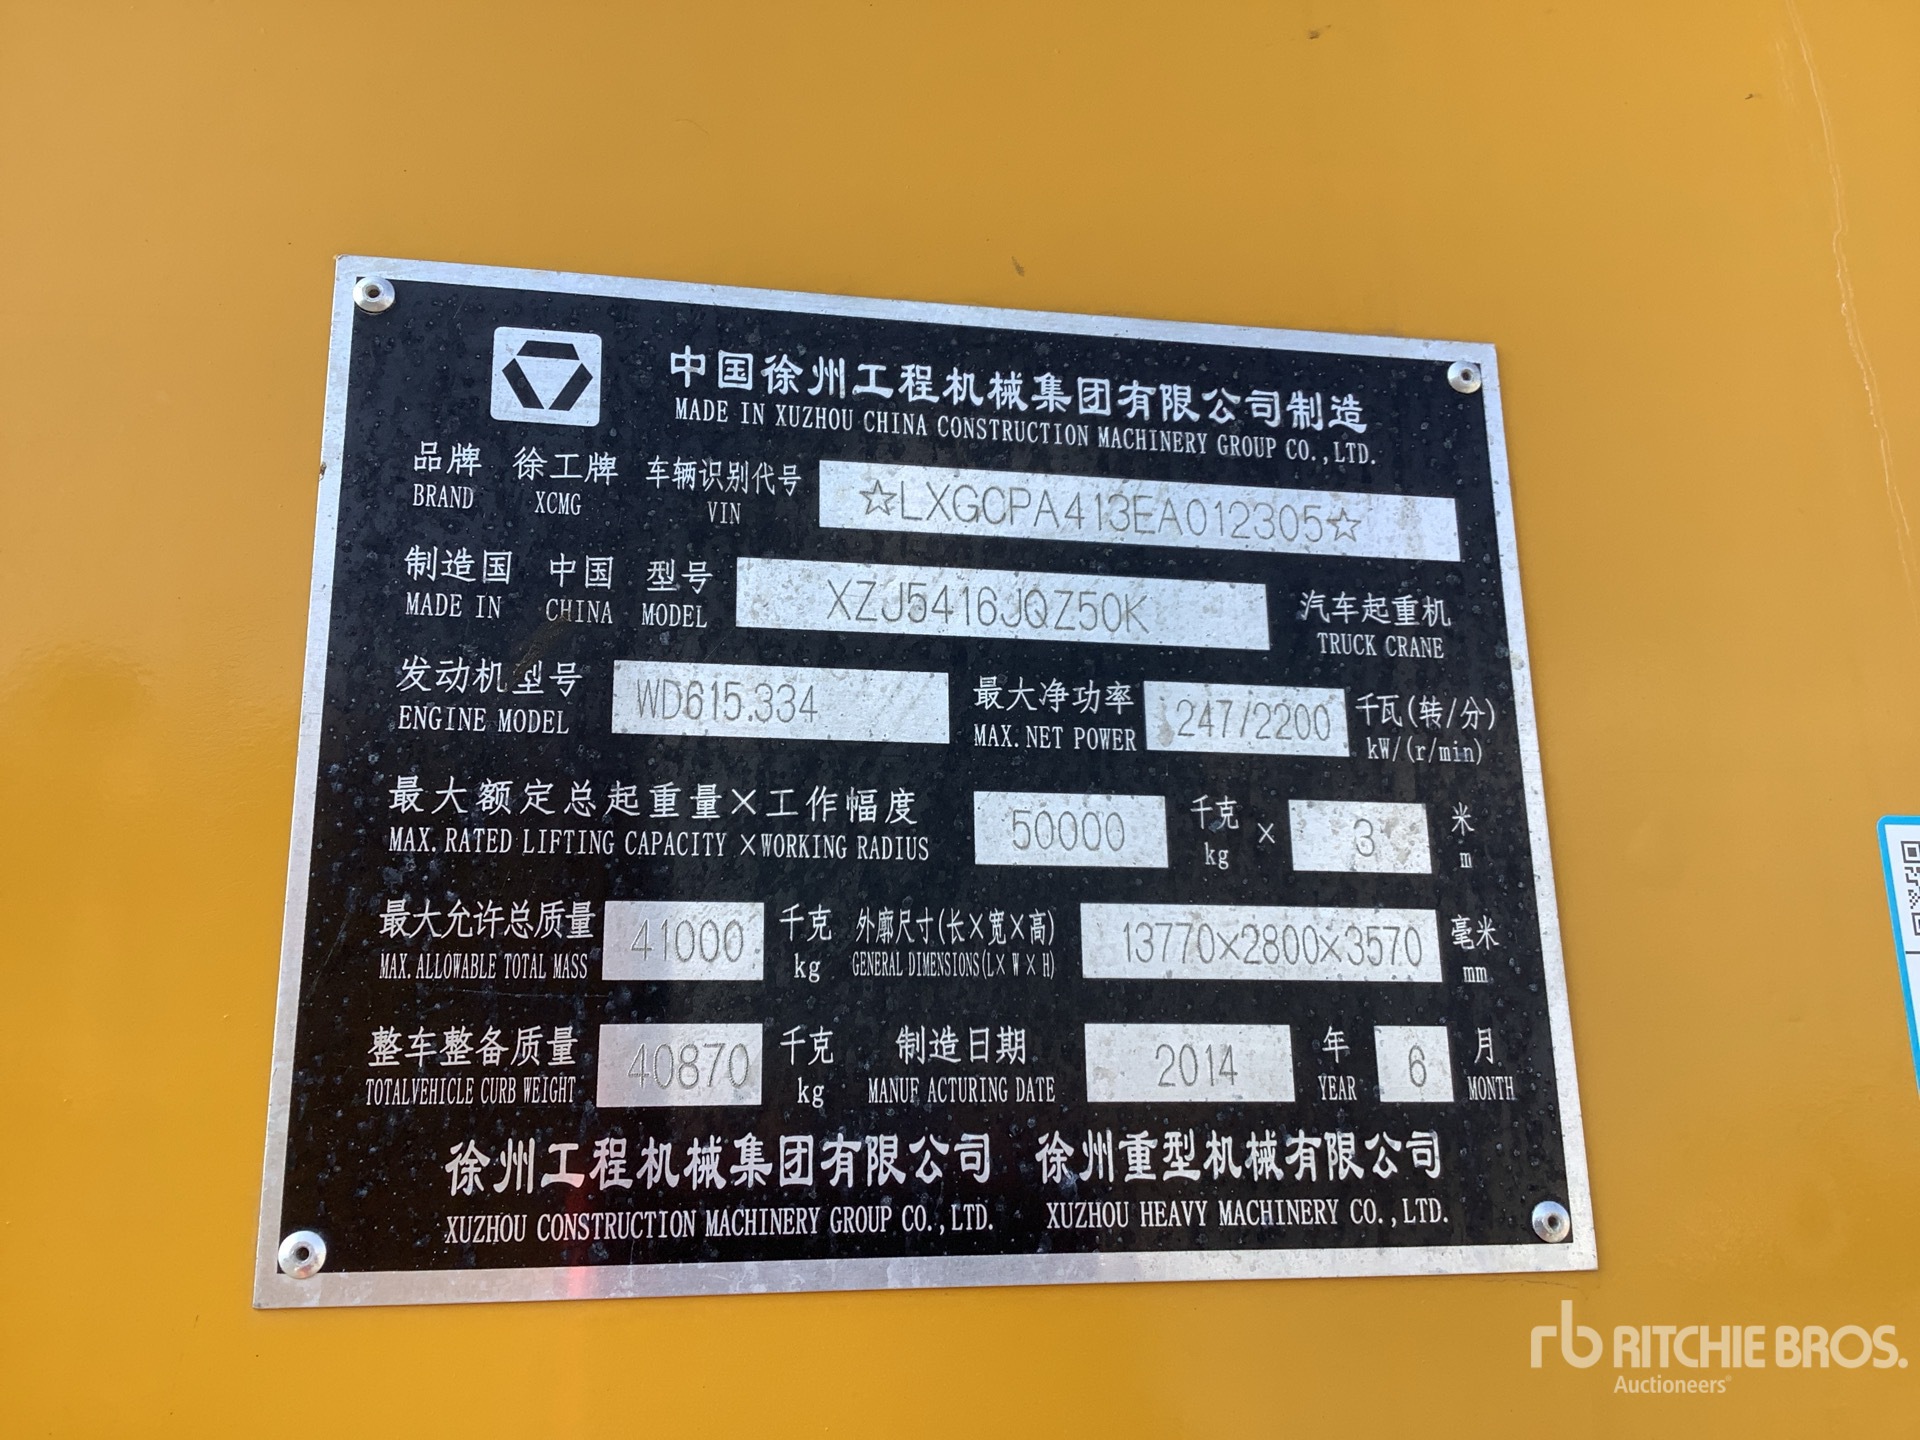 中国徐州工程机械集团有限公司制造
MADE IN XUZHOU CHINA CONSTRUCTION MACHINERY GROUP CO.,LTD.
品牌 徐工牌 车辆识别代号 ☆LXGCPA413EA012305☆
BRAND XCMG VIN
制造国 中国 型号 XZJ5416JQZ50K 汽车起重机
MADE IN CHINA MODEL TRUCK CRANE
发动机型号 WD615.334 最大净功率 247/2200 千瓦(转/分)
ENGINE MODEL MAX. NET POWER kW/(r/min)
最大额定总起重量×工作幅度 50000 千克 × 3 米
MAX. RATED LIFTING CAPACITY ×WORKING RADIUS kg m
最大允许总质量 41000 千克 外廓尺寸(长×宽×高) 13770×2800×3570 毫米
MAX. ALLOWABLE TOTAL MASS kg GENERAL DIMENSIONS(L× W × H) mm
整车整备质量 40870 千克 制造日期 2014 年 6 月
TOTALVEHICLE CURB WEIGHT kg MANUF ACTURING DATE YEAR MONTH
徐州工程机械集团有限公司 徐州重型机械有限公司
XUZHOU CONSTRUCTION MACHINERY GROUP CO.,LTD. XUZHOU HEAVY MACHINERY CO.,LTD.
rb RITCHIE BROS.
Auctioneers